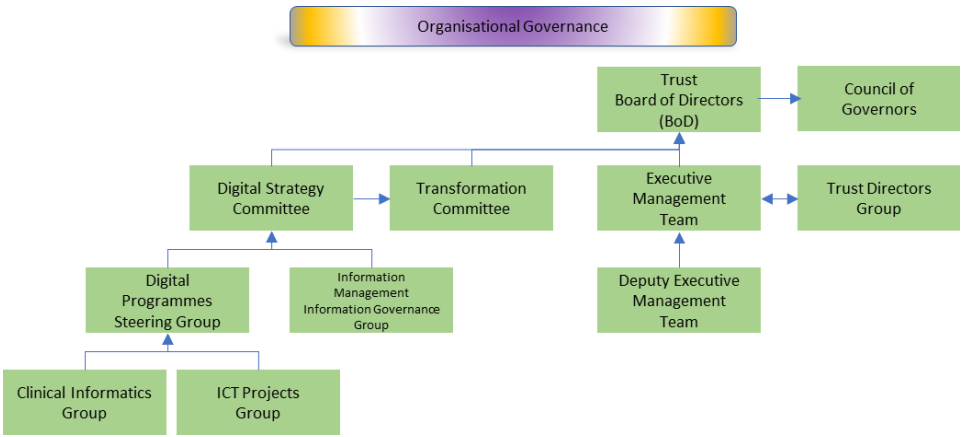 Organisational Governance
Trust
Board of Directors
(BoD)
Council of
Governors
Digital Strategy
Committee
Transformation
Committee
Executive
Management
Team
Trust Directors
Group
Digital
Programmes
Steering Group
Information
Management
Information Governance
Group
Deputy Executive
Management
Team
Clinical Informatics
Group
ICT Projects
Group